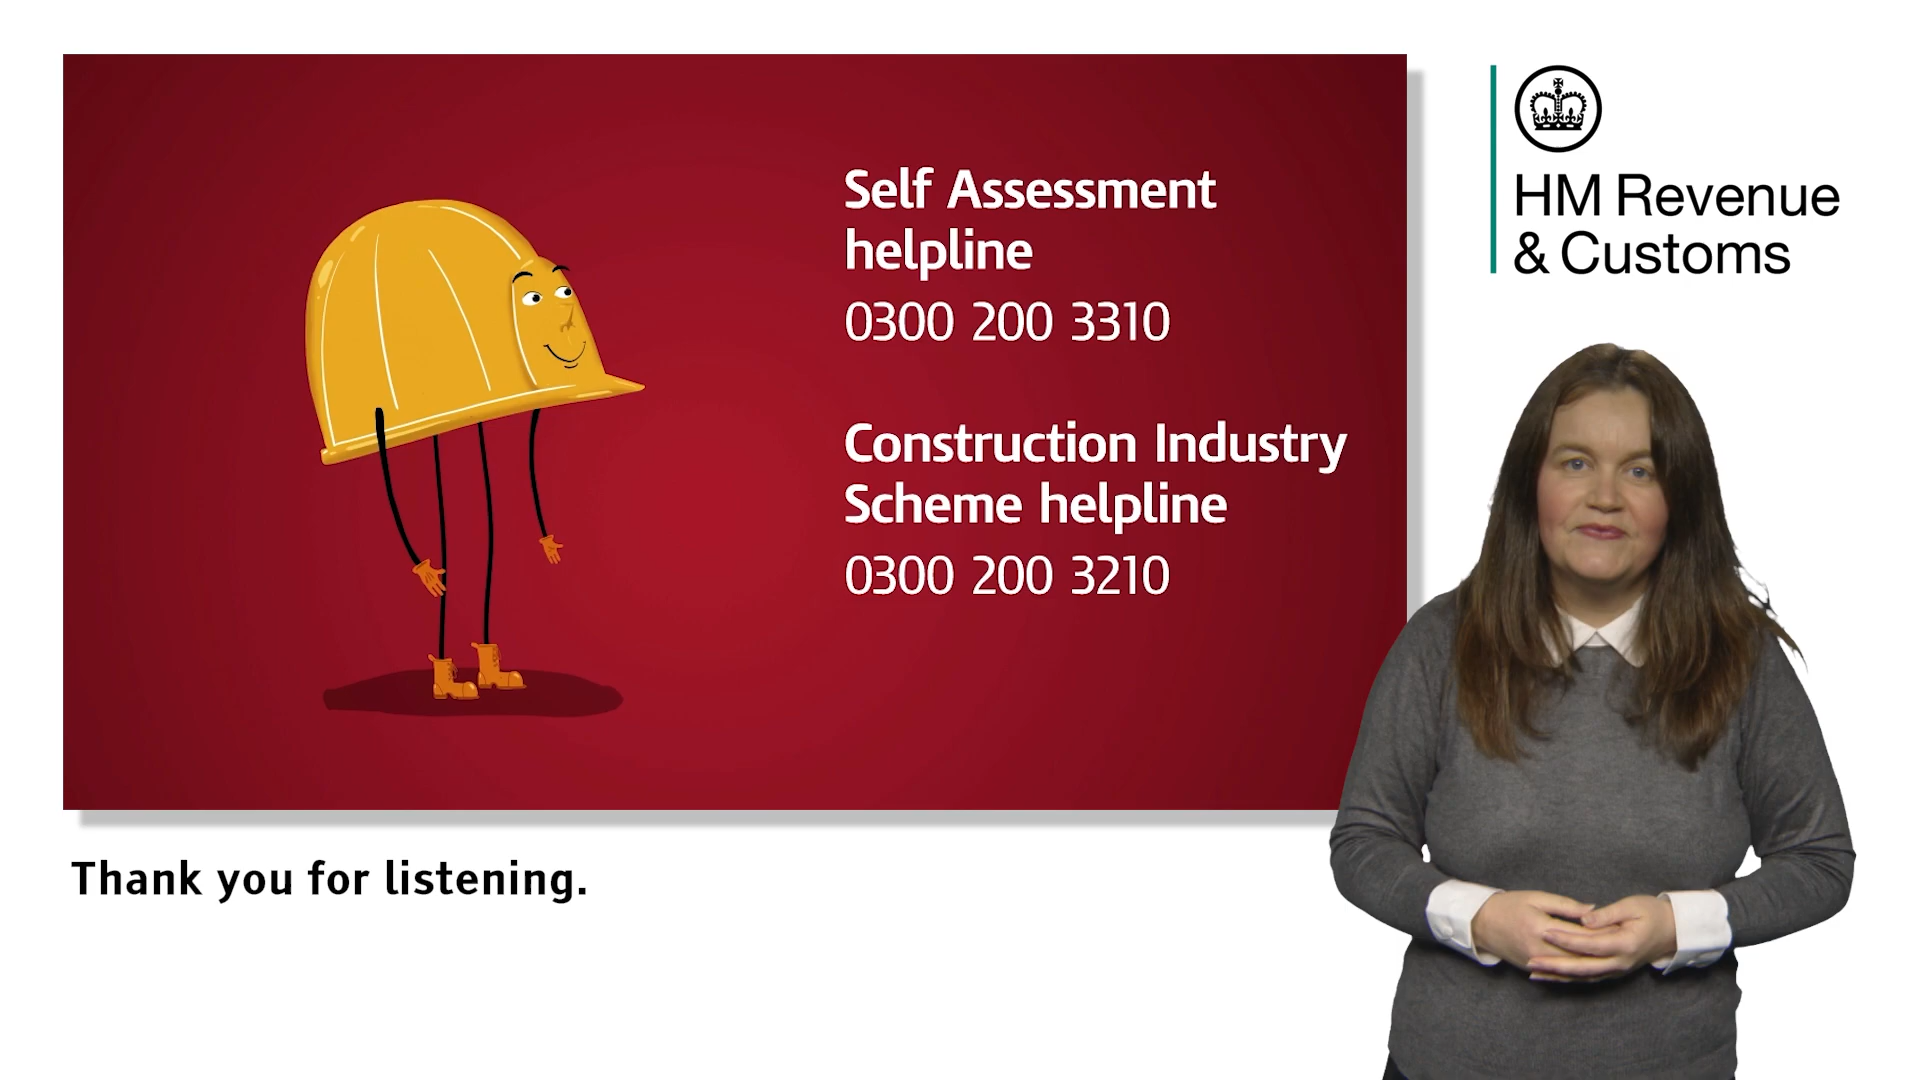 Self Assessment
helpline
0300 200 3310
Construction Industry
Scheme helpline
0300 200 3210
HM Revenue
& Customs
Thank you for listening.